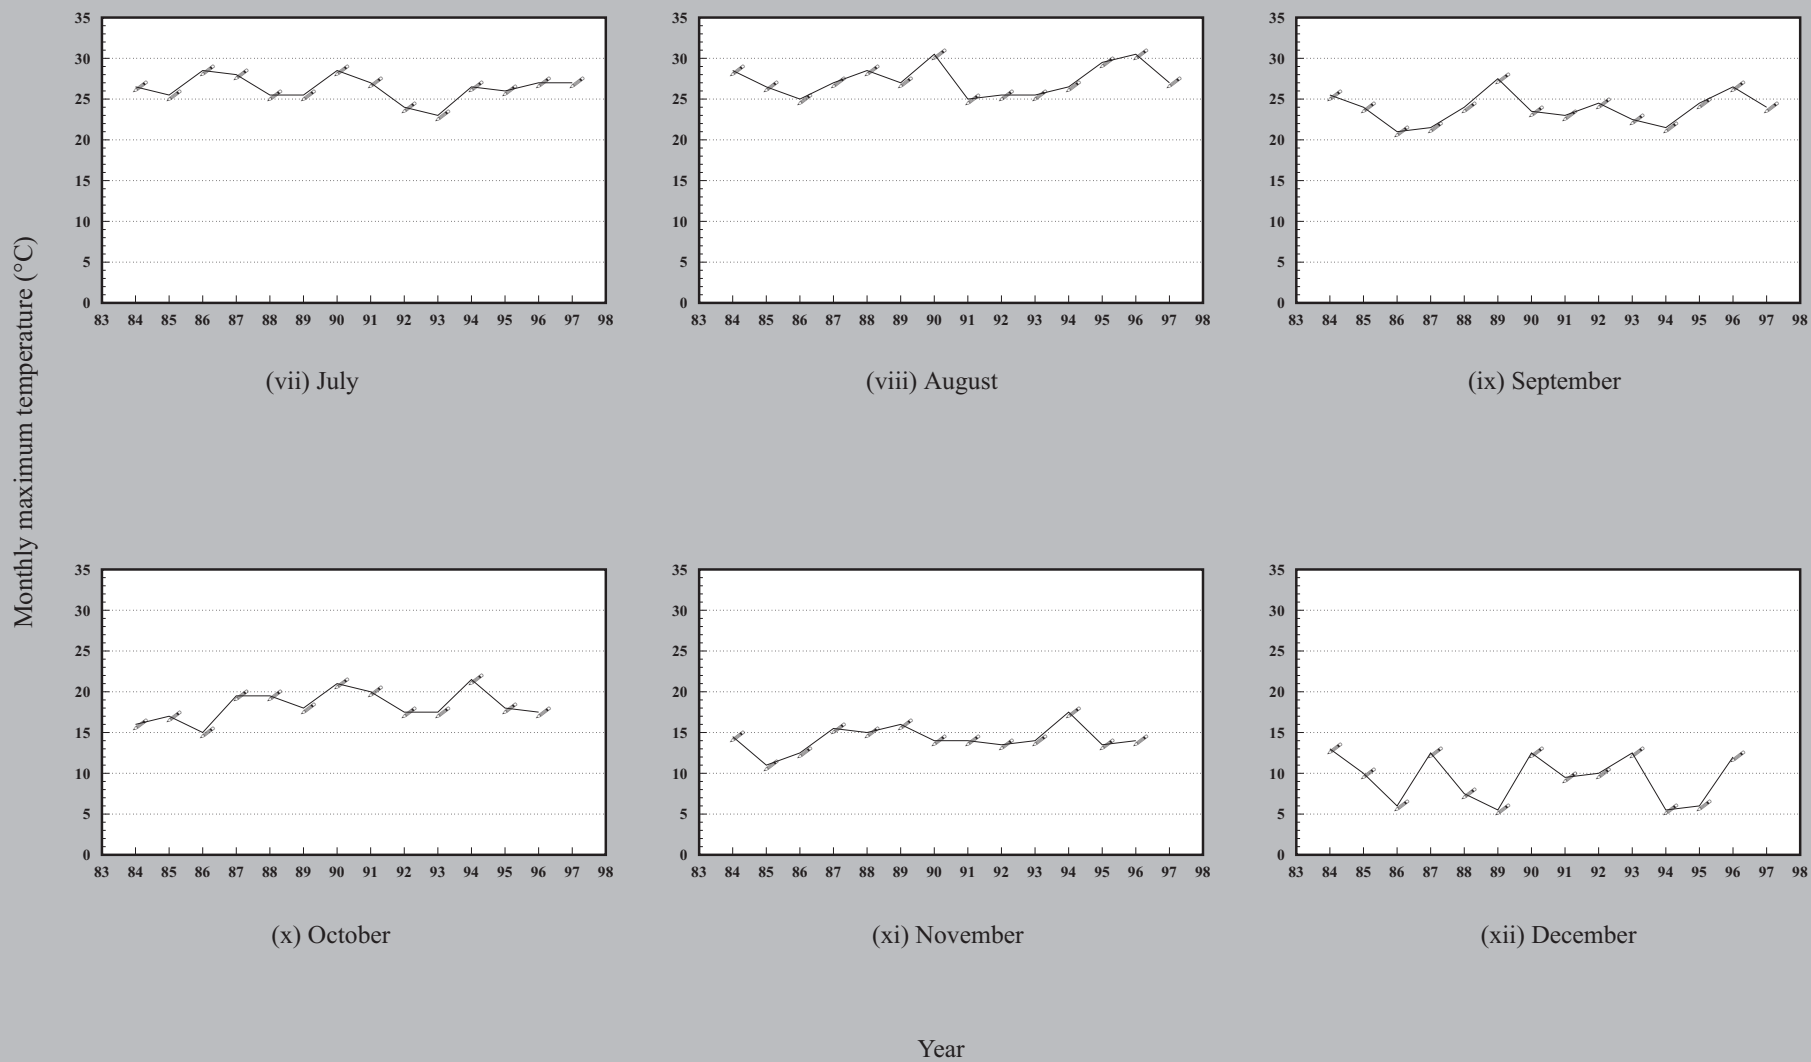 Monthly maximum temperature (°C)
35 30 25 20 15 10 5 0
83 84 85 86 87 88 89 90 91 92 93 94 95 96 97 98
(vii) July
35 30 25 20 15 10 5 0
83 84 85 86 87 88 89 90 91 92 93 94 95 96 97 98
(viii) August
35 30 25 20 15 10 5 0
83 84 85 86 87 88 89 90 91 92 93 94 95 96 97 98
(ix) September
35 30 25 20 15 10 5 0
83 84 85 86 87 88 89 90 91 92 93 94 95 96 97 98
(x) October
35 30 25 20 15 10 5 0
83 84 85 86 87 88 89 90 91 92 93 94 95 96 97 98
(xi) November
35 30 25 20 15 10 5 0
83 84 85 86 87 88 89 90 91 92 93 94 95 96 97 98
(xii) December
Year